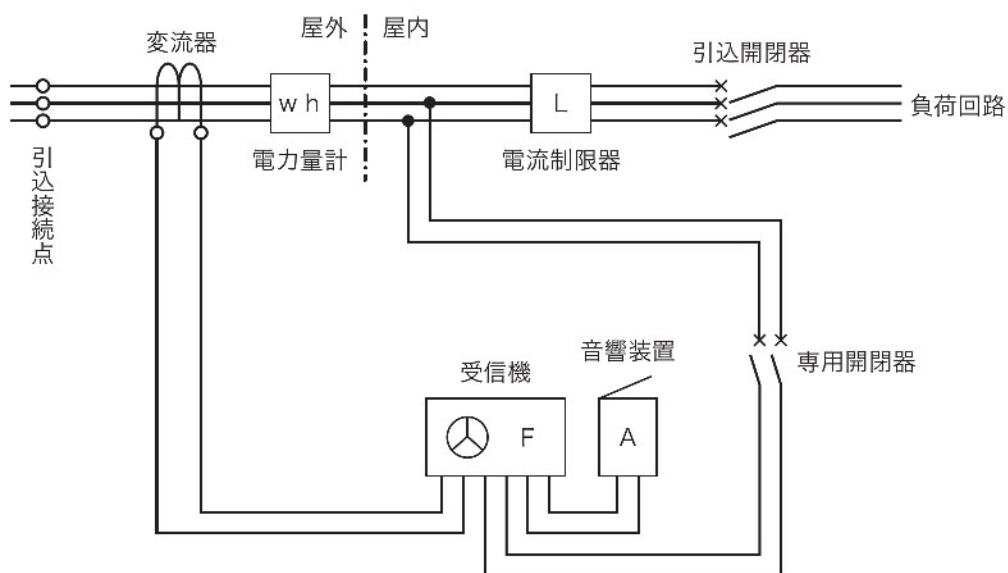 屋外
屋内
変流器
引込開閉器
w h
L
負荷回路
電力量計
電流制限器
引込接続点
音響装置
専用開閉器
受信機
F
A